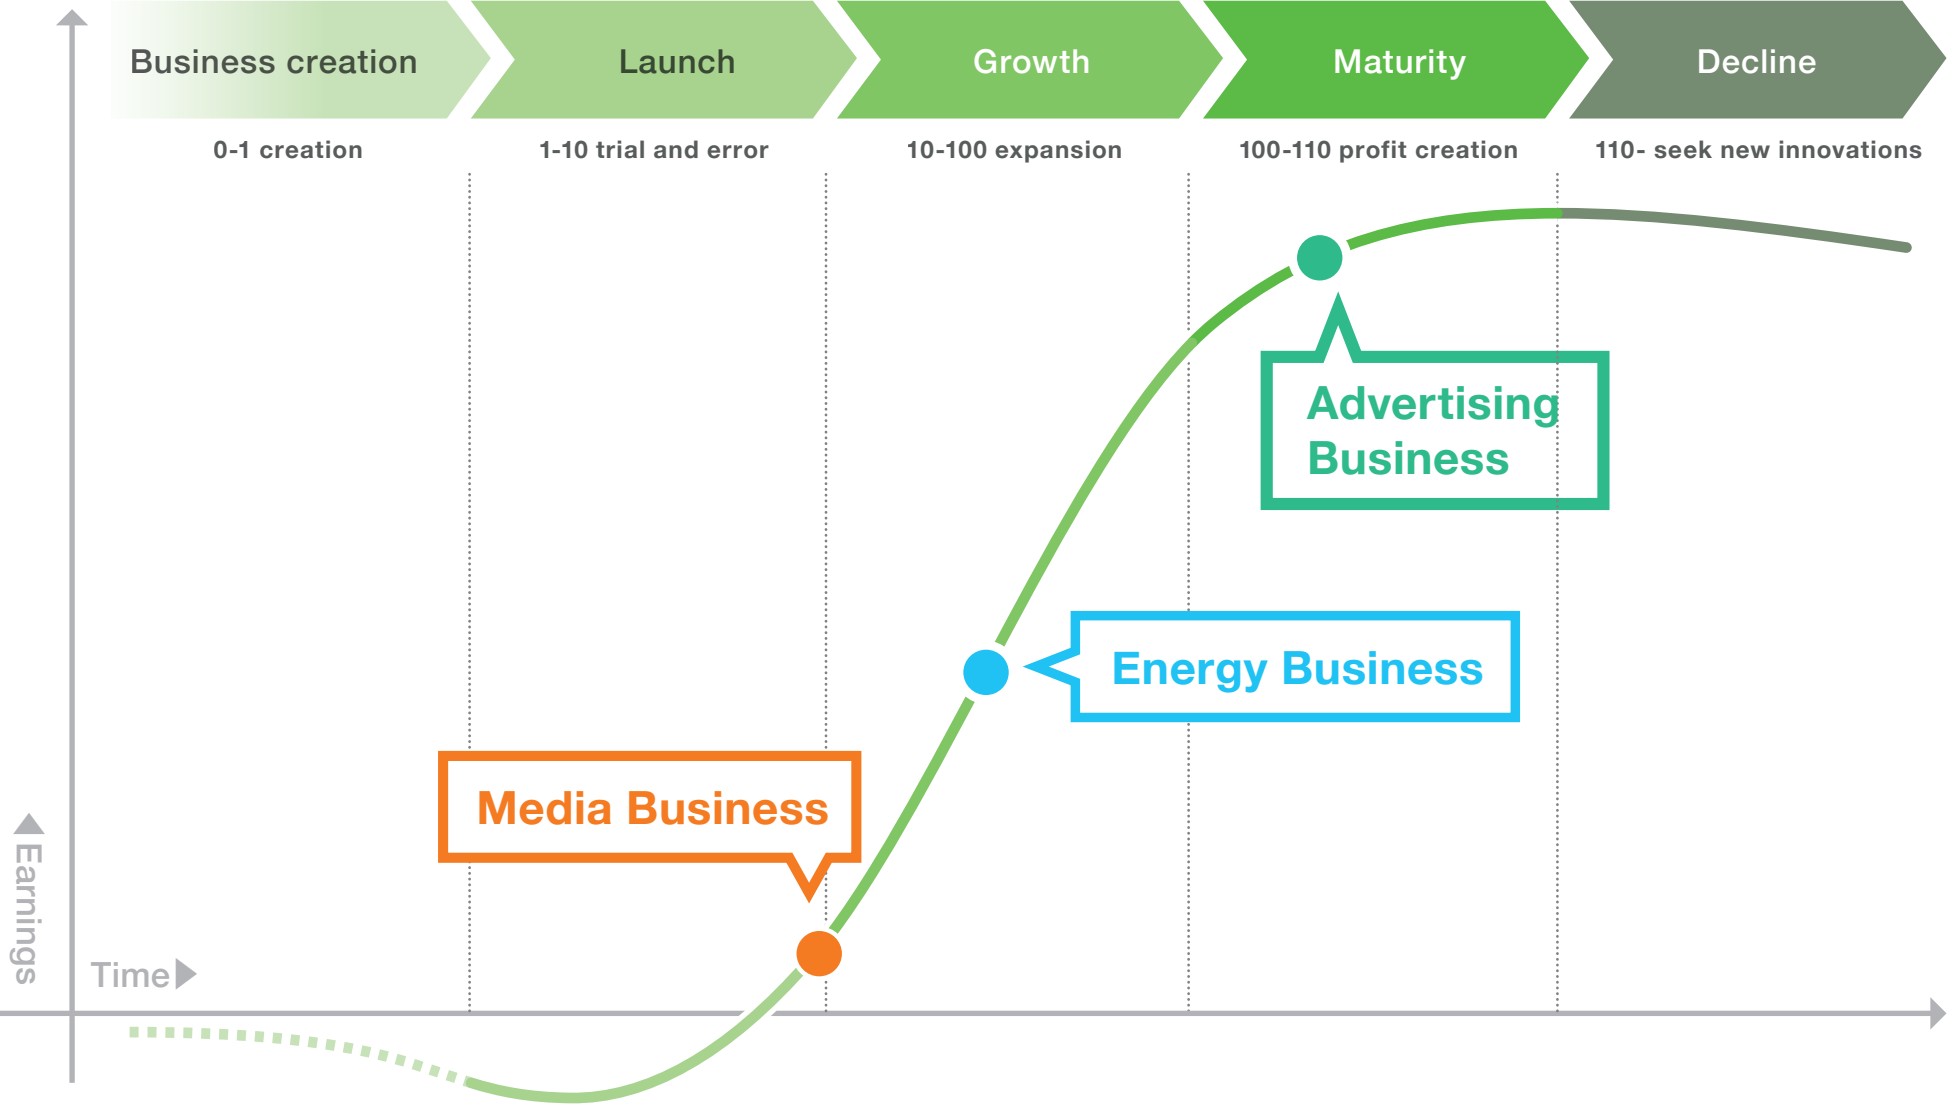 Business creation
Launch
Growth
Maturity
Decline
0-1 creation
1-10 trial and error
10-100 expansion
100-110 profit creation
110- seek new innovations
Advertising
Business
Energy Business
Media Business
Earnings
Time